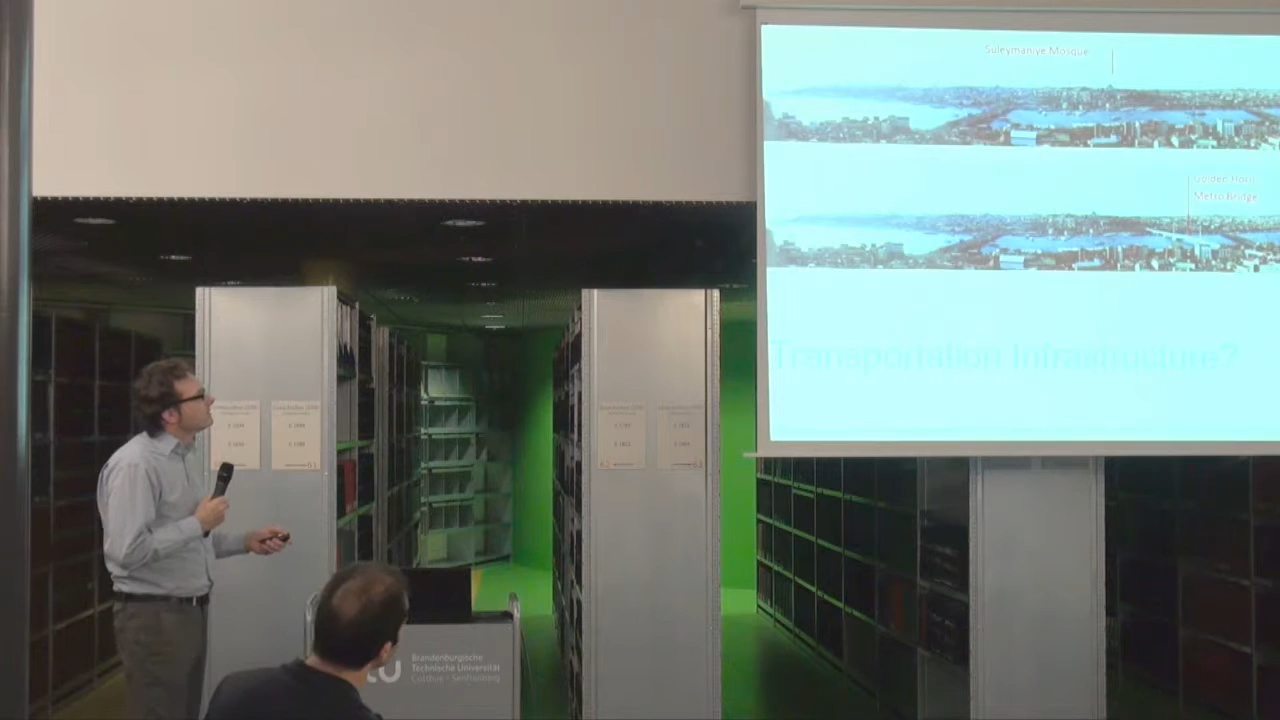 Suleymaniye Mosque
Golden Horn
Metro Bridge
Transportation Infrastructure?
Brandenburgische
Technische Universität
Cottbus - Senftenberg